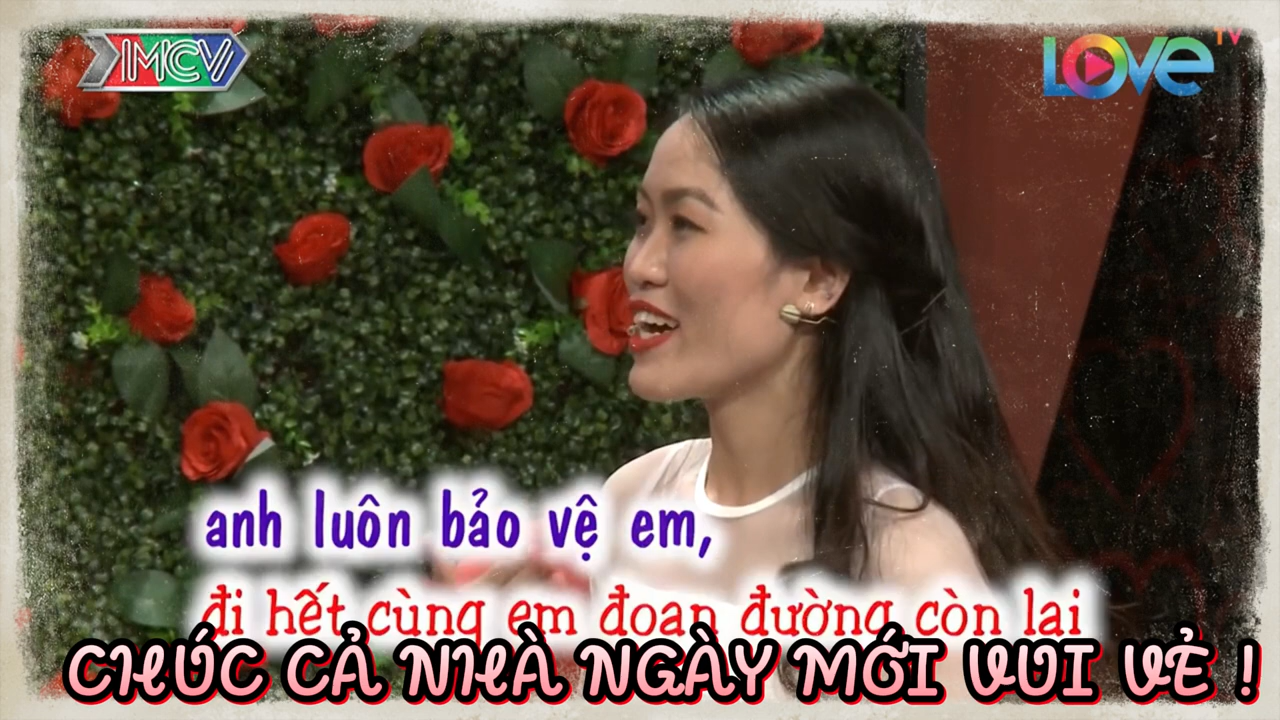 MCV
LOVE TV
anh luôn bảo vệ em,
đi hết cùng em đoạn đường còn lại
CHÚC CẢ NHÀ NGÀY MỚI VUI VẺ !